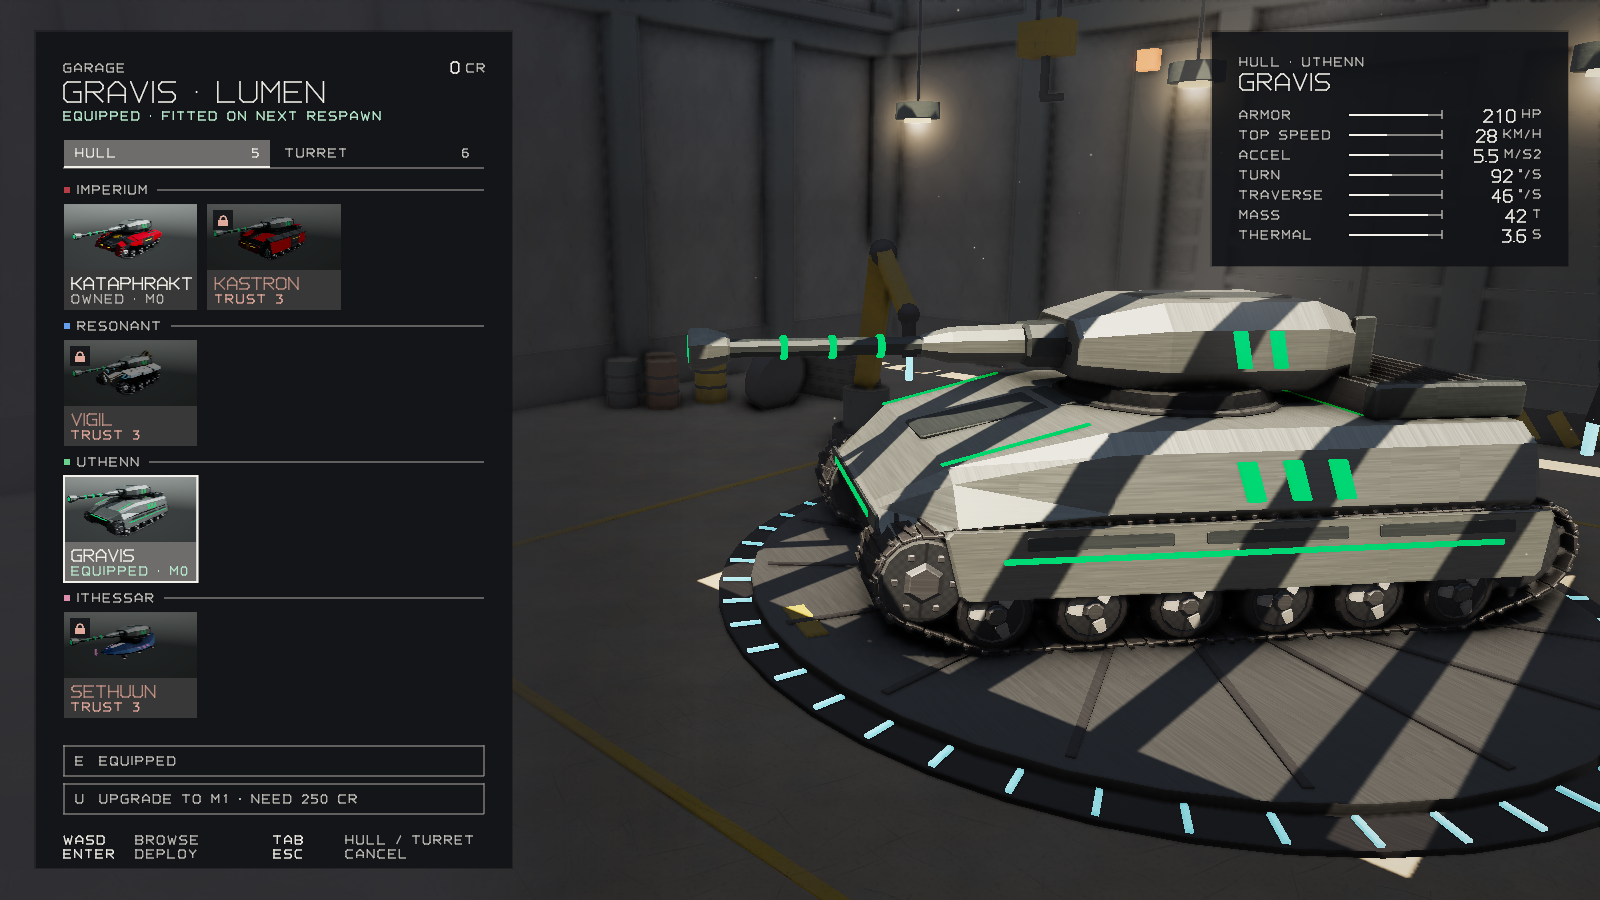 GARAGE
0 CR
GRAVIS · LUMEN
EQUIPPED · FITTED ON NEXT RESPAWN
HULL 5
TURRET 6
IMPERIUM
KATAPHRAKT
OWNED · M0
KASTRON
TRUST 3
RESONANT
VIGIL
TRUST 3
UTHENN
GRAVIS
EQUIPPED · M0
ITHESSAR
SETHUUN
TRUST 3
E EQUIPPED
U UPGRADE TO M1 · NEED 250 CR
WASD BROWSE TAB HULL / TURRET
ENTER DEPLOY ESC CANCEL
HULL · UTHENN
GRAVIS
ARMOR 210 HP
TOP SPEED 28 KM/H
ACCEL 5.5 M/S2
TURN 92 °/S
TRAVERSE 46 °/S
MASS 42 T
THERMAL 3.6 S